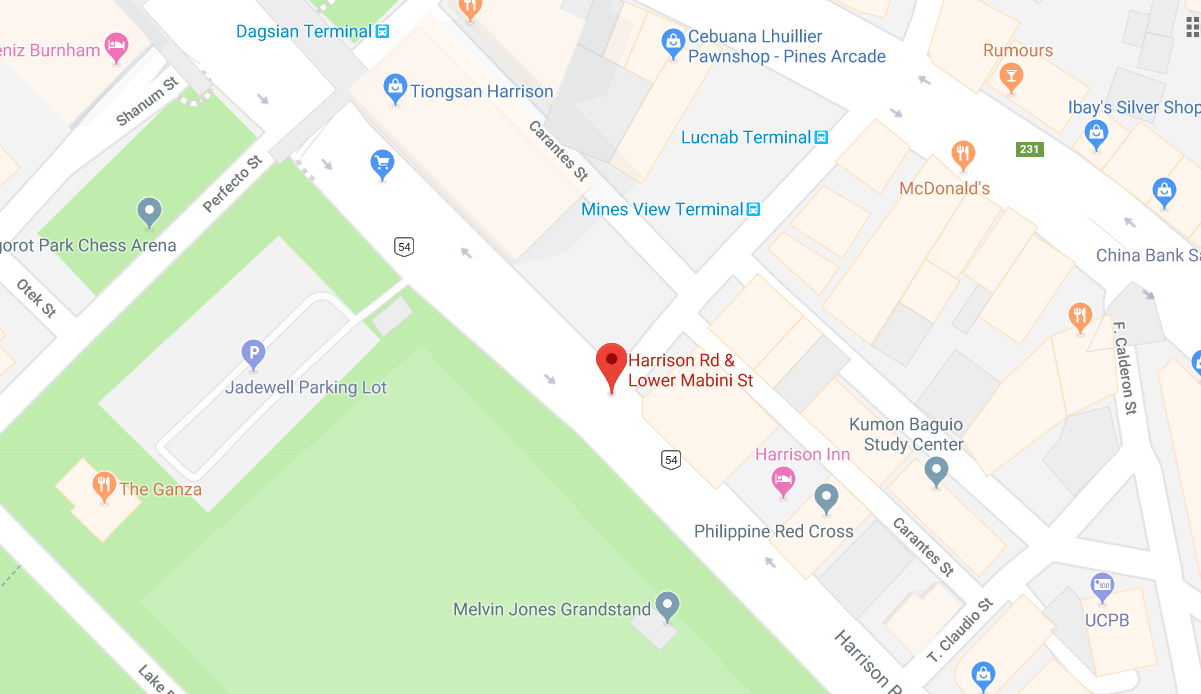 Dagsian Terminal
eniz Burnham
Cebuana Lhuillier
Pawnshop - Pines Arcade
Rumours
Shanum St
Tiongsan Harrison
Ibay's Silver Shop
Carantes St
Lucnab Terminal
231
Perfecto St
McDonald's
Mines View Terminal
gorot Park Chess Arena
54
China Bank Sa
Otek St
F. Calderon St
P
Jadewell Parking Lot
Harrison Rd &
Lower Mabini St
Kumon Baguio
Study Center
54
Harrison Inn
The Ganza
Philippine Red Cross
Carantes St
Melvin Jones Grandstand
UCPB
T. Claudio St
Harrison R
Lake